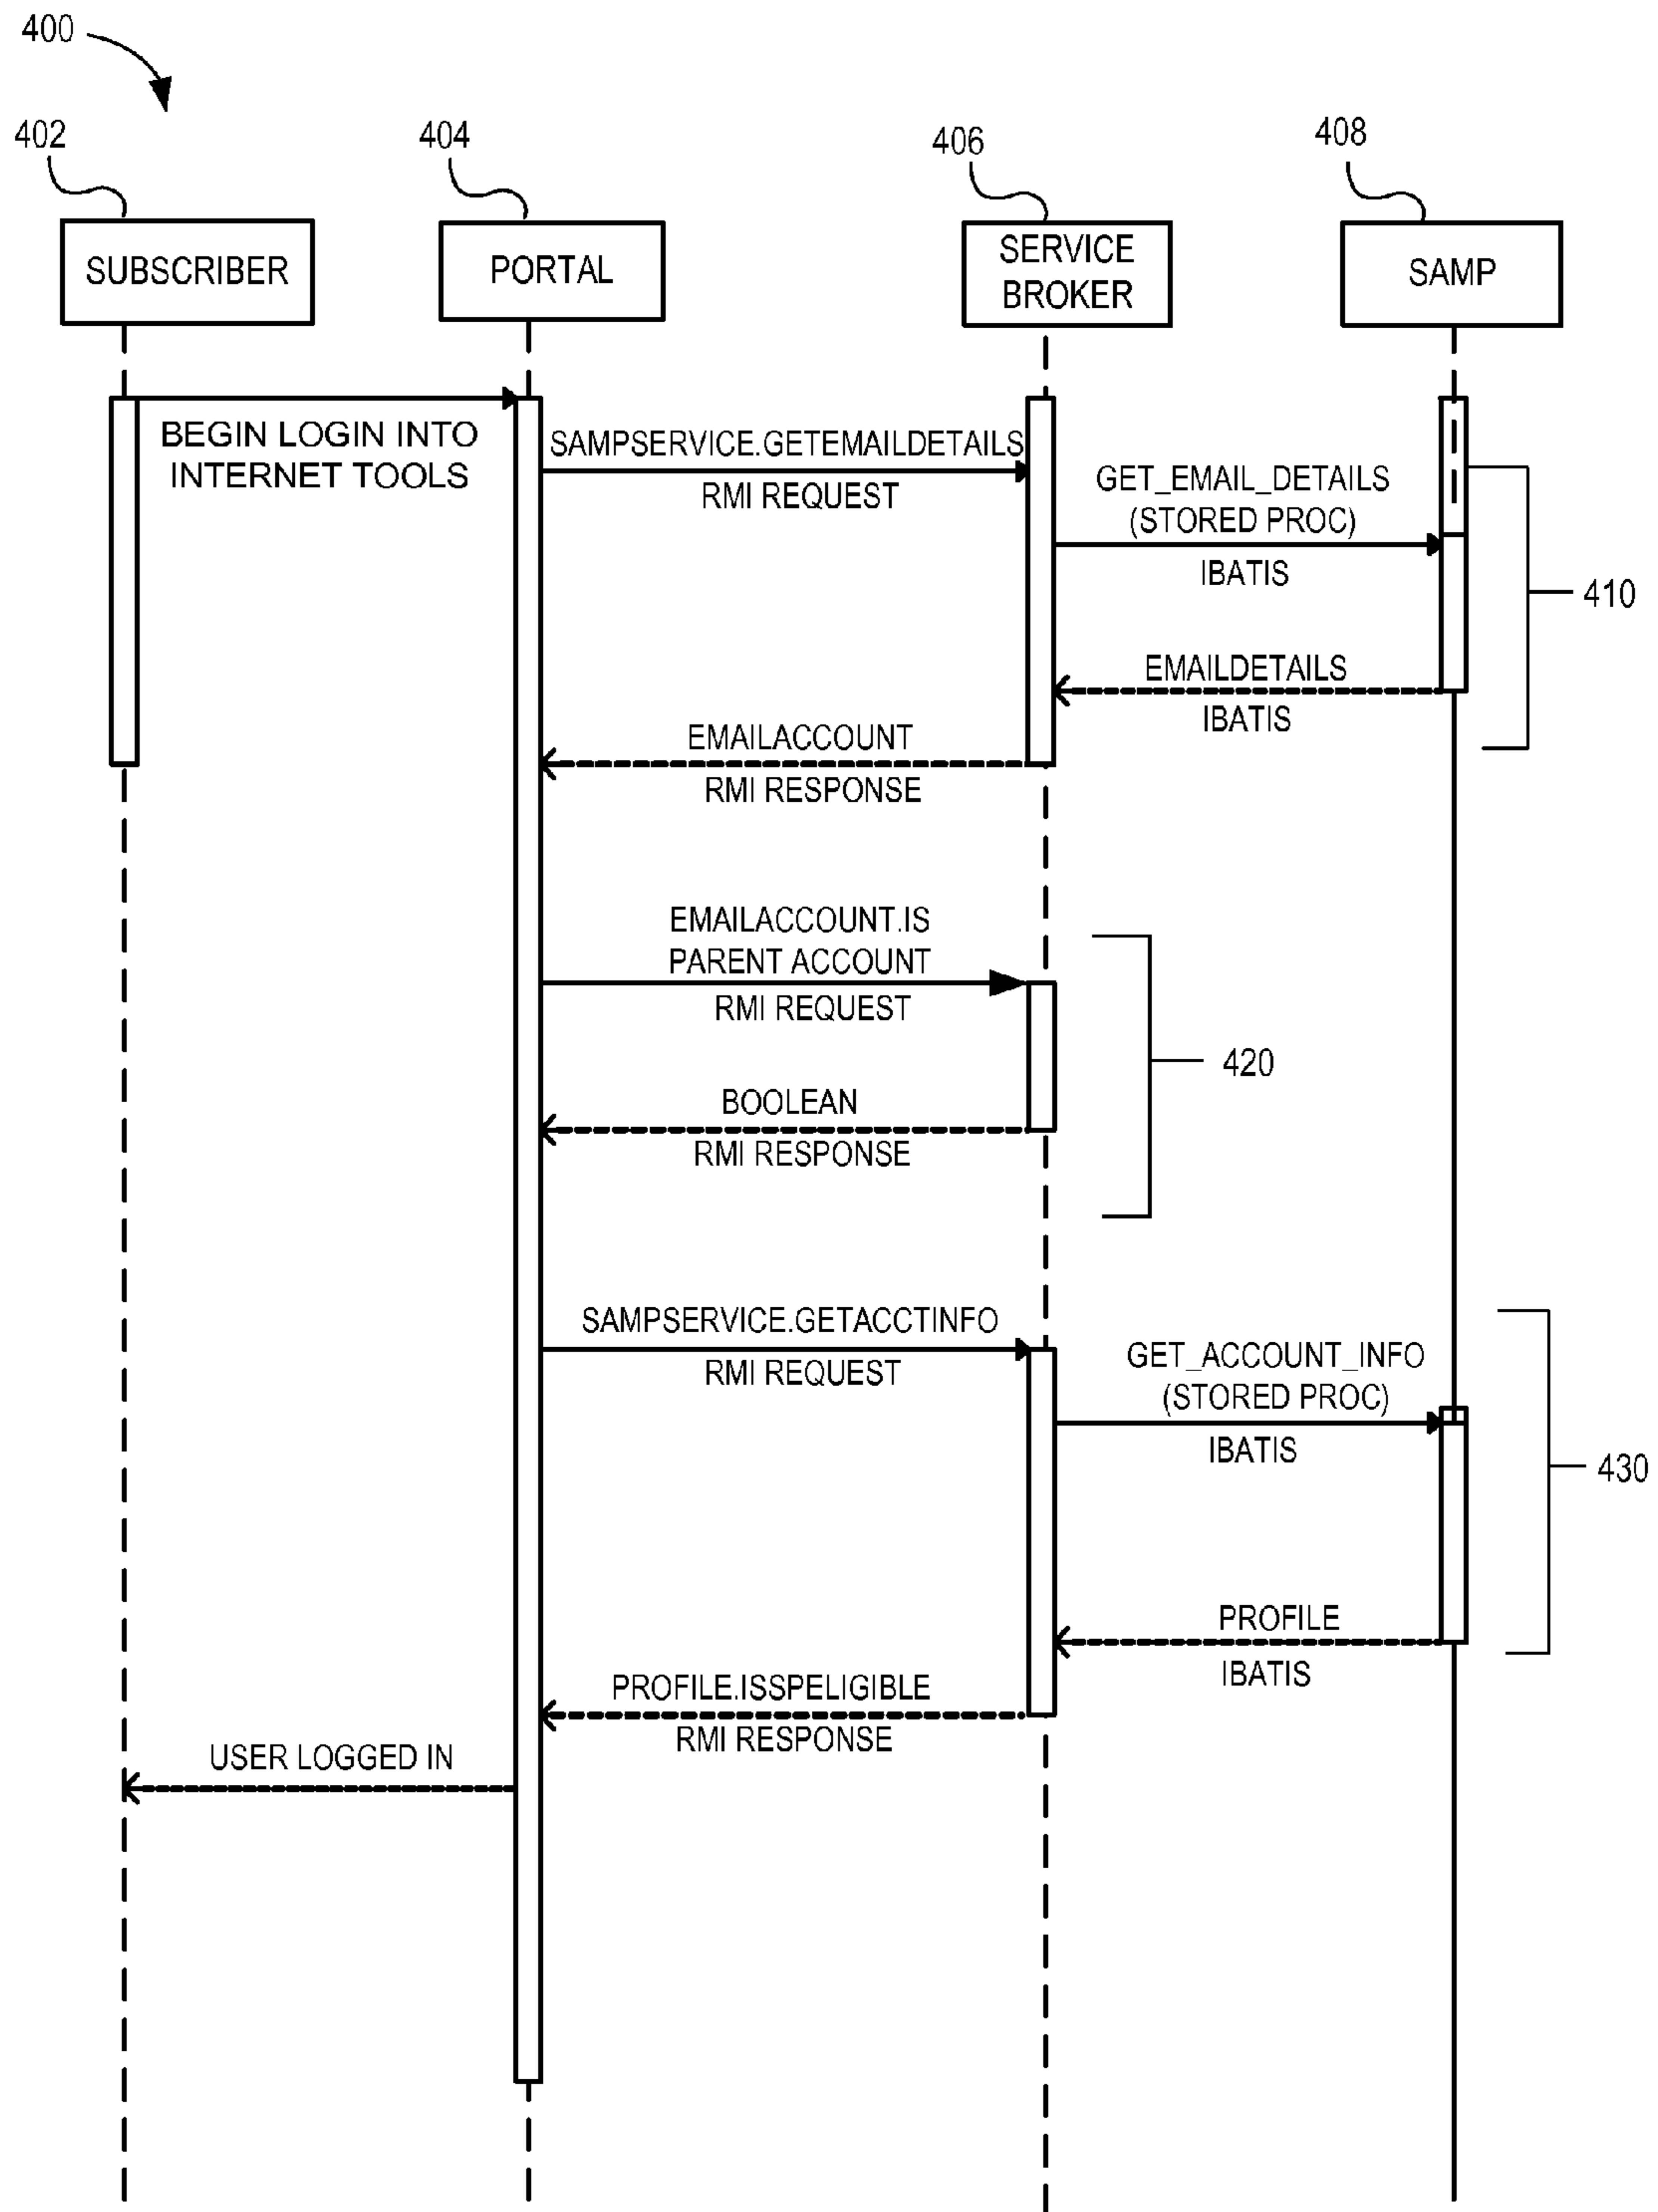 400
402
404
406
408
SUBSCRIBER
PORTAL
SERVICE
BROKER
SAMP
BEGIN LOGIN INTO
INTERNET TOOLS
SAMPSERVICE.GETEMAILDETAILS
RMI REQUEST
GET_EMAIL_DETAILS
(STORED PROC)
IBATIS
410
EMAILDETAILS
IBATIS
EMAILACCOUNT
RMI RESPONSE
EMAILACCOUNT.IS
PARENT ACCOUNT
RMI REQUEST
420
BOOLEAN
RMI RESPONSE
SAMPSERVICE.GETACCTINFO
RMI REQUEST
GET_ACCOUNT_INFO
(STORED PROC)
IBATIS
430
PROFILE
IBATIS
PROFILE.ISSPELIGIBLE
RMI RESPONSE
USER LOGGED IN